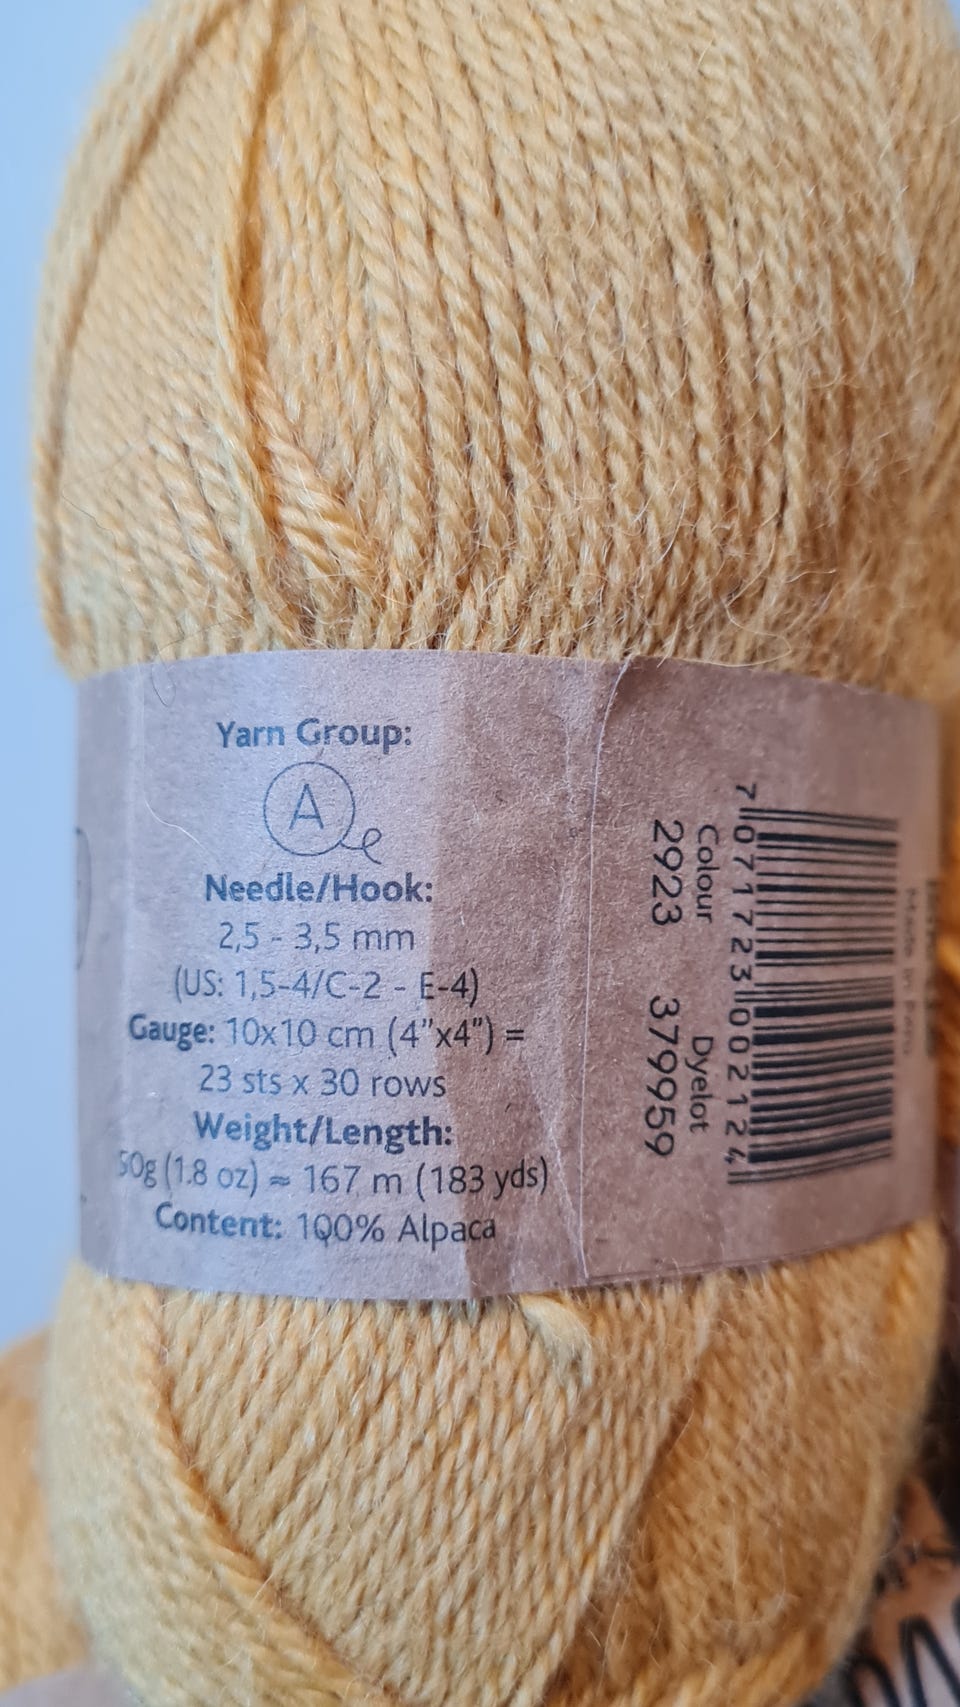 Yarn Group:
A
Needle/Hook:
2,5 - 3,5 mm
(US: 1,5-4/C-2 - E-4)
Gauge: 10x10 cm (4"x4") =
23 sts x 30 rows
Weight/Length:
50g (1.8 oz) ≈ 167 m (183 yds)
Content: 100% Alpaca
Colour
2923
Dyelot
379959
7 071723 002124
Made in Peru